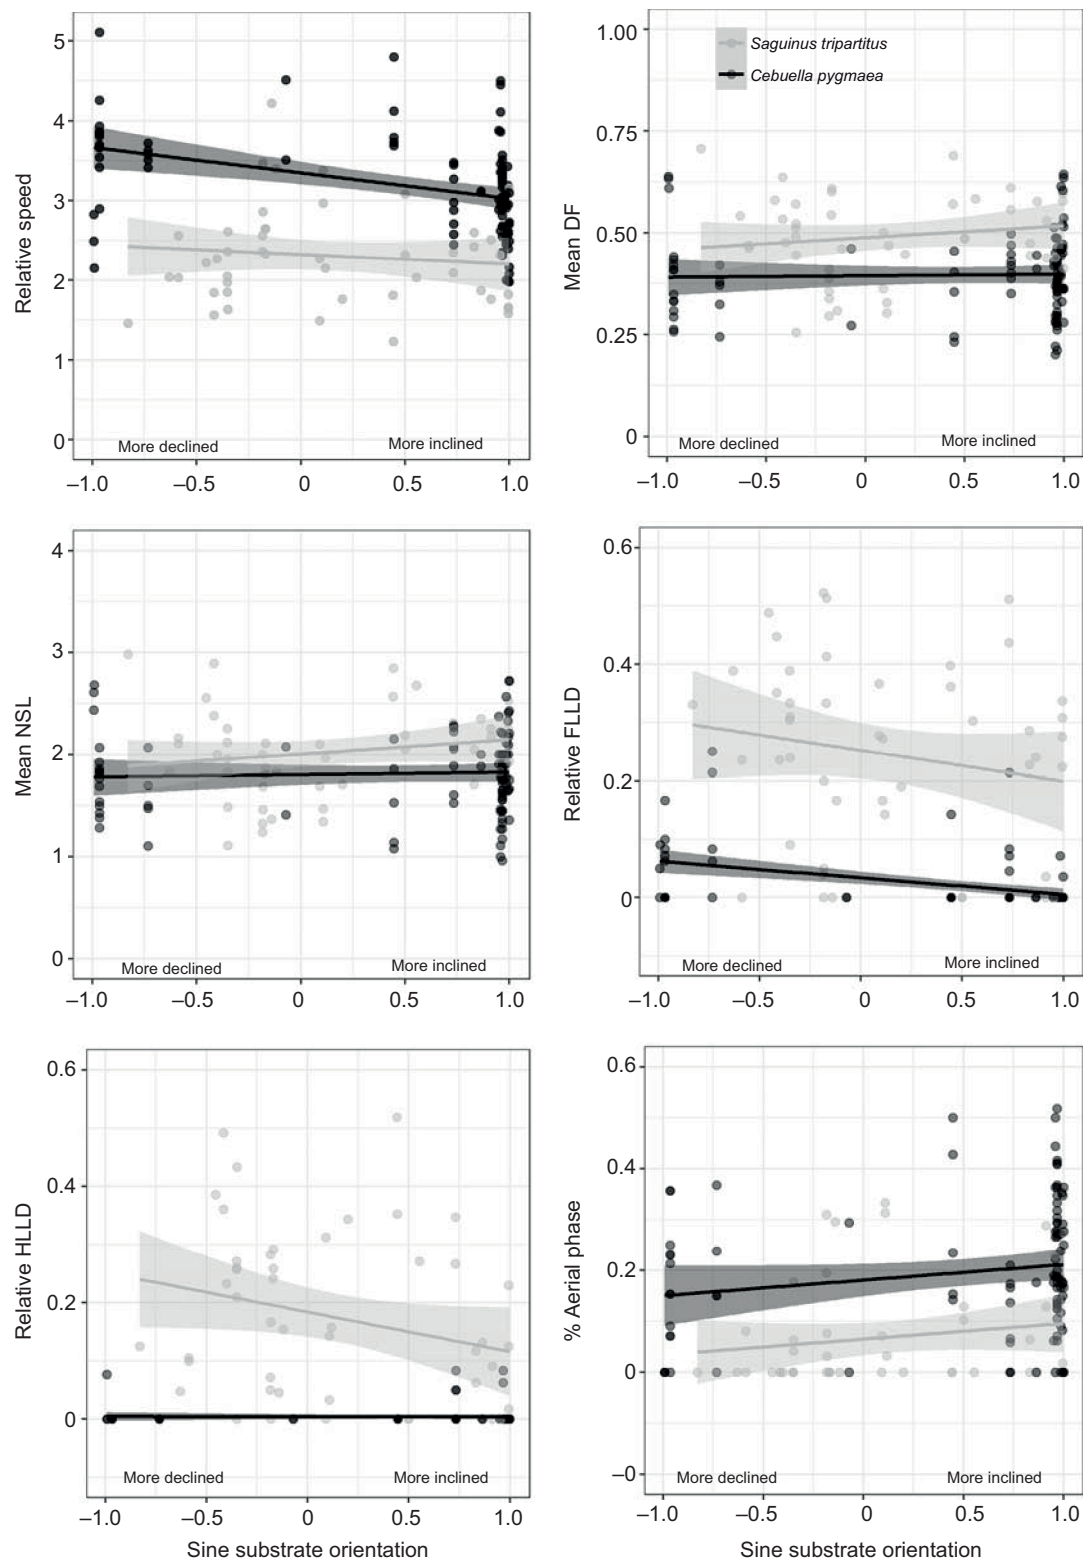 Relative speed
5
4
3
2
1
0
More declined
More inclined
–1.0 –0.5 0 0.5 1.0
Mean DF
1.00
0.75
0.50
0.25
0
Saguinus tripartitus
Cebuella pygmaea
More declined
More inclined
–1.0 –0.5 0 0.5 1.0
Mean NSL
4
3
2
1
0
More declined
More inclined
–1.0 –0.5 0 0.5 1.0
Relative FLLD
0.6
0.4
0.2
0
More declined
More inclined
–1.0 –0.5 0 0.5 1.0
Relative HLLD
0.6
0.4
0.2
0
More declined
More inclined
–1.0 –0.5 0 0.5 1.0
Sine substrate orientation
% Aerial phase
0.6
0.4
0.2
0
–0
More declined
More inclined
–1.0 –0.5 0 0.5 1.0
Sine substrate orientation